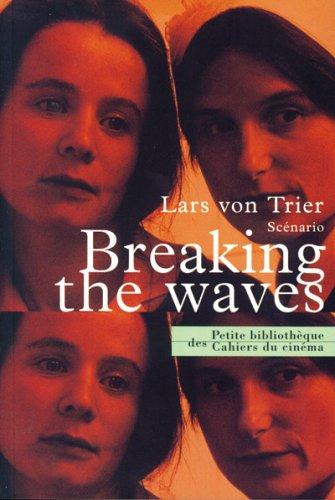 Lars von Trier
Scénario
Breaking
the waves
Petite bibliothèque
des Cahiers du cinéma